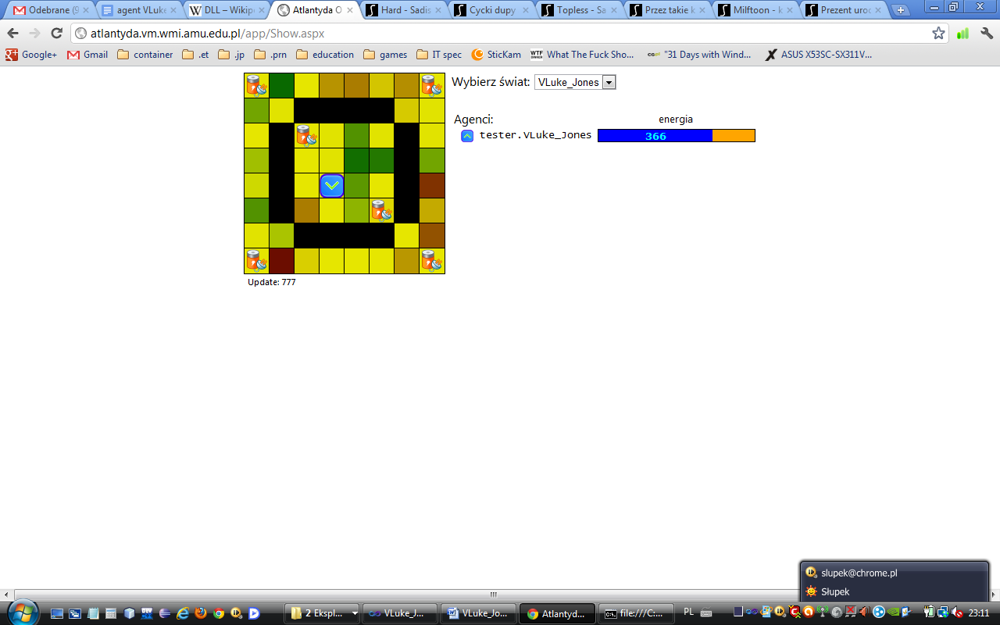 Odebrane (9
agent VLuke
DLL – Wikip
Atlantyda O
Hard - Sadis
Cycki dupy
Topless - Sa
Przez takie k
Milftoon - k
Prezent uroc
atlantyda.vm.wmi.amu.edu.pl/app/Show.aspx
Google+
Gmail
container
.et
.jp
.prn
education
games
IT spec
SticKam
WTF What The Fuck Sho...
"31 Days with Wind...
ASUS X53SC-SX311V...
Wybierz świat: VLuke_Jones
Agenci:
energia
tester.VLuke_Jones
366
Update: 777
slupek@chrome.pl
Słupek
2 Ekspl...
VLuke_J...
VLuke_Jo...
Atlantyd...
file:///C:...
PL
23:11